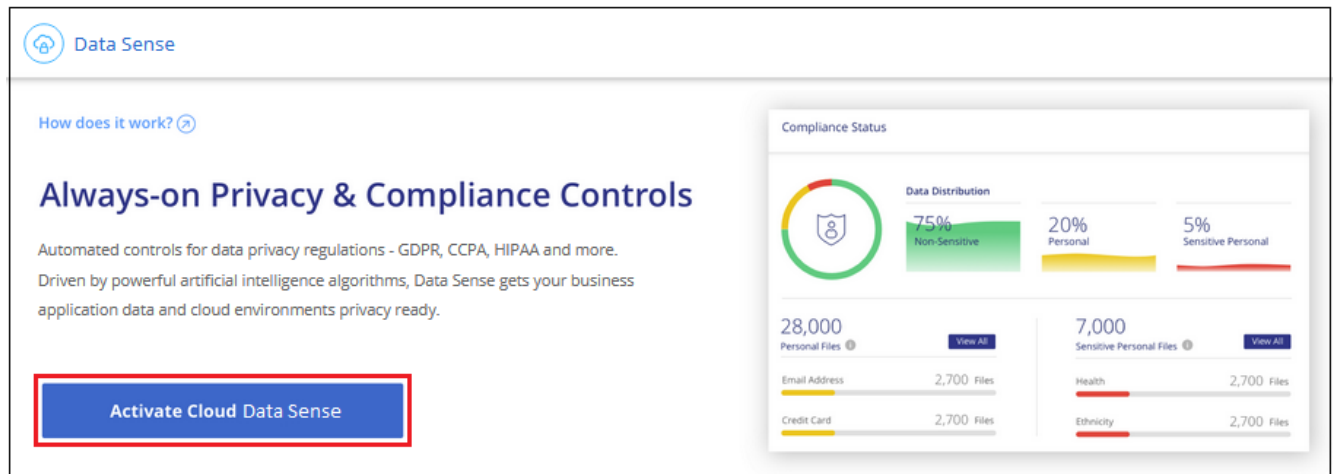 Data Sense
How does it work?
Always-on Privacy & Compliance Controls
Automated controls for data privacy regulations - GDPR, CCPA, HIPAA and more.
Driven by powerful artificial intelligence algorithms, Data Sense gets your business
application data and cloud environments privacy ready.
Activate Cloud Data Sense
Compliance Status
Data Distribution
75%
Non-Sensitive
20%
Personal
5%
Sensitive Personal
28,000
Personal Files
View All
Email Address 2,700 Files
Credit Card 2,700 Files
7,000
Sensitive Personal Files
View All
Health 2,700 Files
Ethnicity 2,700 Files